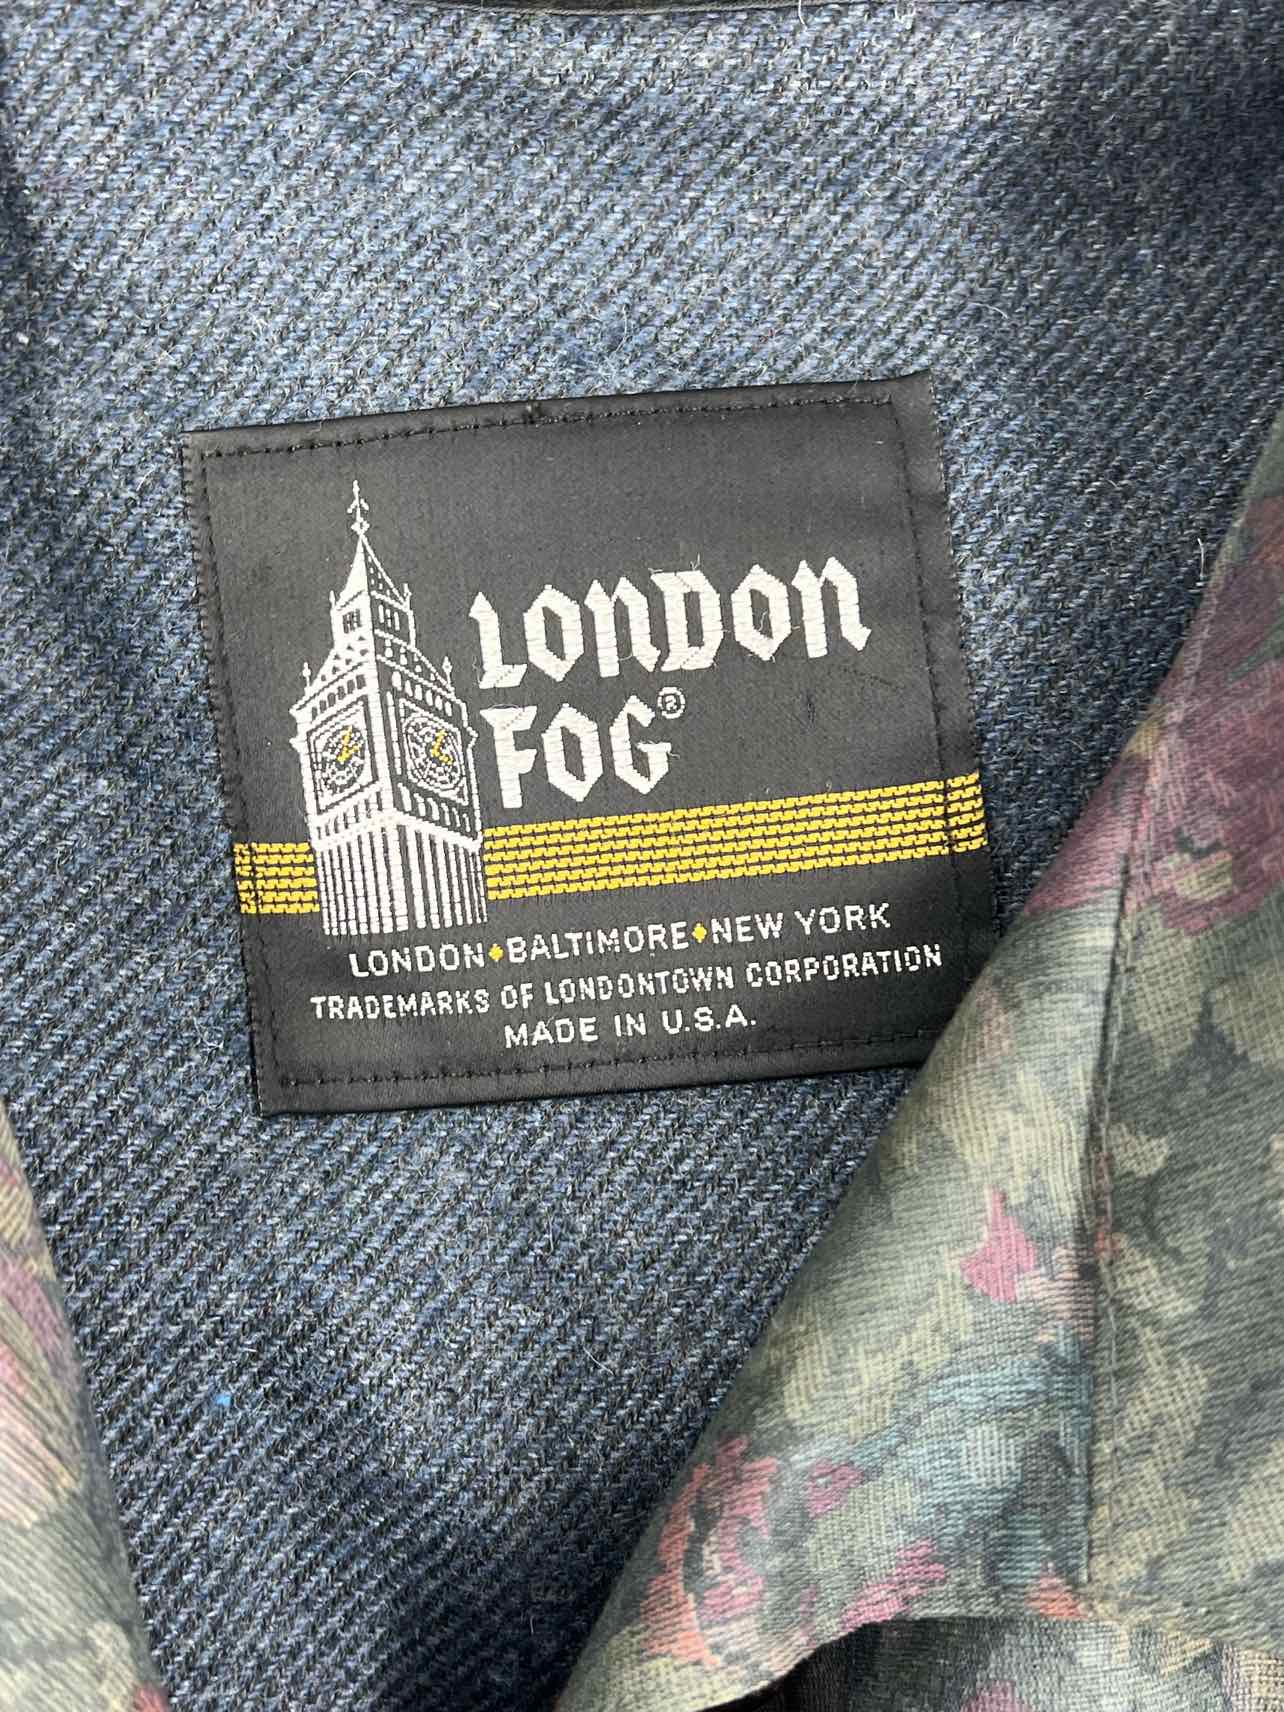 LONDON
FOG®
LONDON◆BALTIMORE◆NEW YORK
TRADEMARKS OF LONDONTOWN CORPORATION
MADE IN U.S.A.